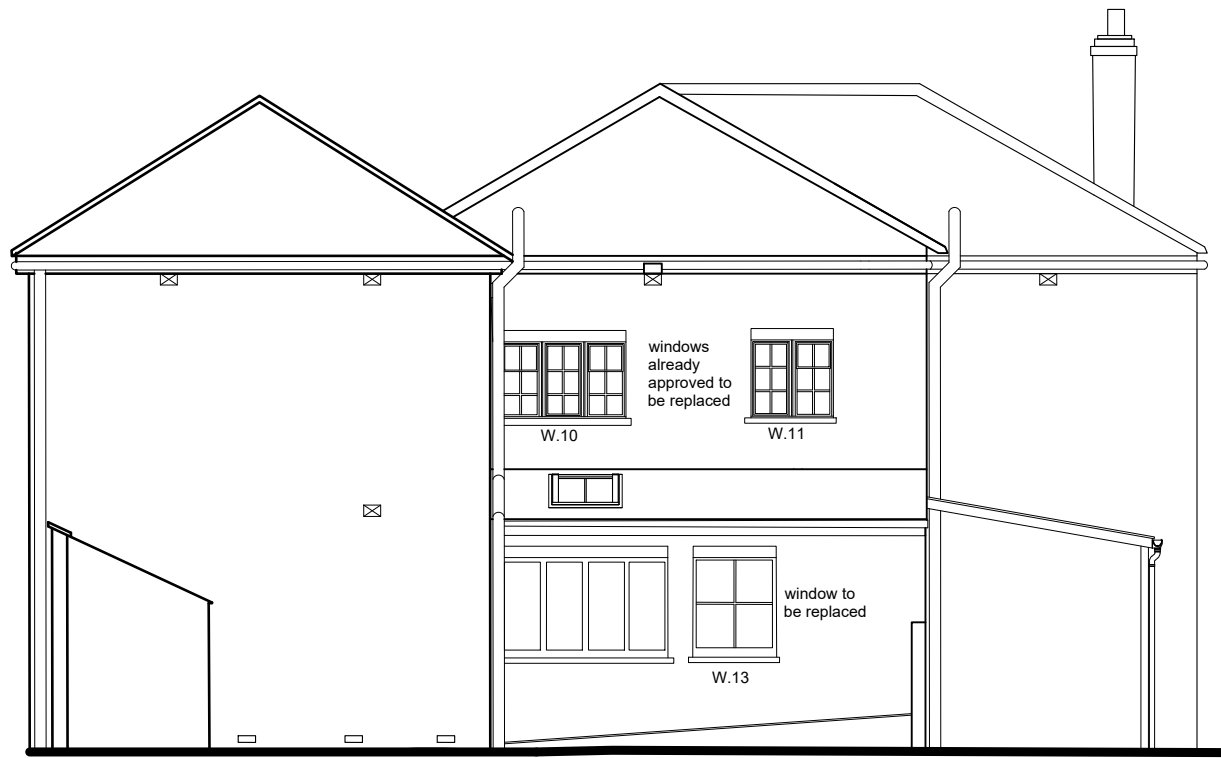 windows
already
approved to
be replaced
W.10
W.11
window to
be replaced
W.13